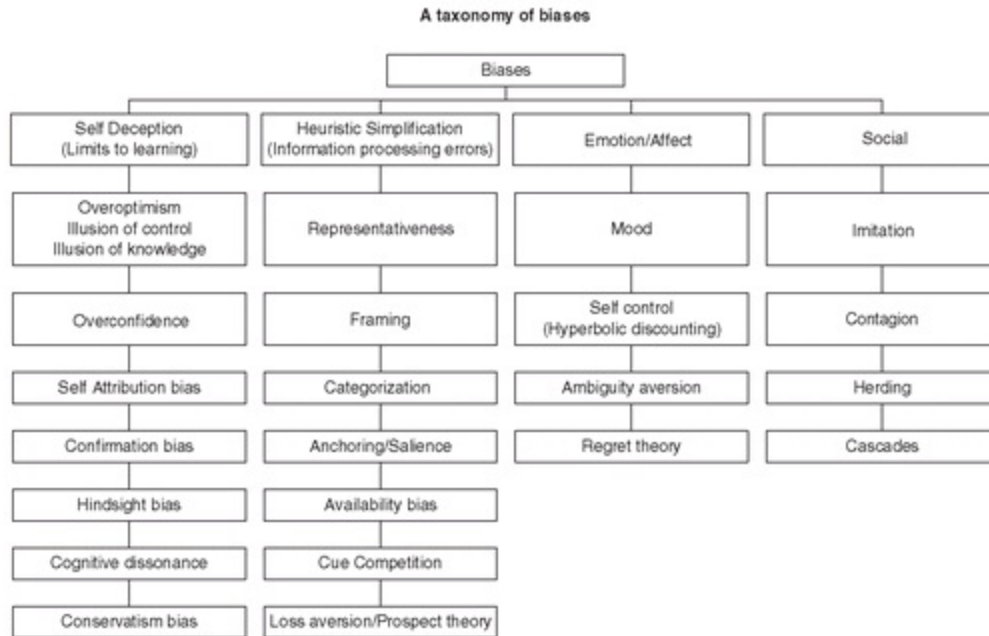 A taxonomy of biases
Biases
Self Deception
(Limits to learning)
Heuristic Simplification
(Information processing errors)
Emotion/Affect
Social
Overoptimism
Illusion of control
Illusion of knowledge
Representativeness
Mood
Imitation
Overconfidence
Framing
Self control
(Hyperbolic discounting)
Contagion
Self Attribution bias
Categorization
Ambiguity aversion
Herding
Confirmation bias
Anchoring/Salience
Regret theory
Cascades
Hindsight bias
Availability bias
Cognitive dissonance
Cue Competition
Conservatism bias
Loss aversion/Prospect theory